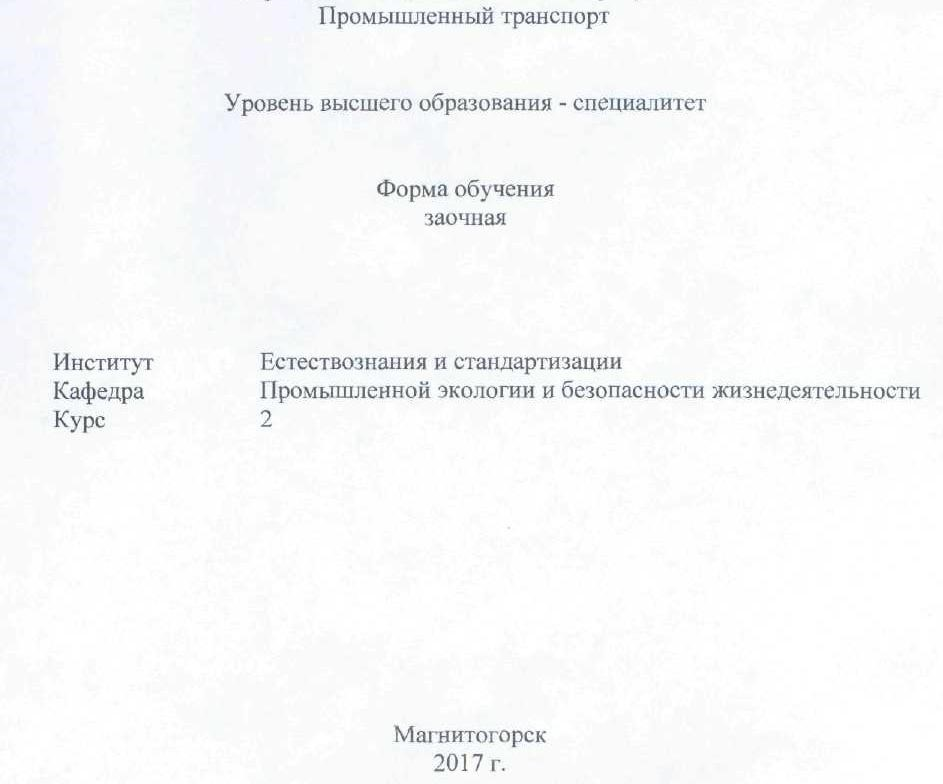 Промышленный транспорт
Уровень высшего образования - специалитет
Форма обучения
заочная
Институт Естествознания и стандартизации
Кафедра Промышленной экологии и безопасности жизнедеятельности
Курс 2
Магнитогорск
2017 г.